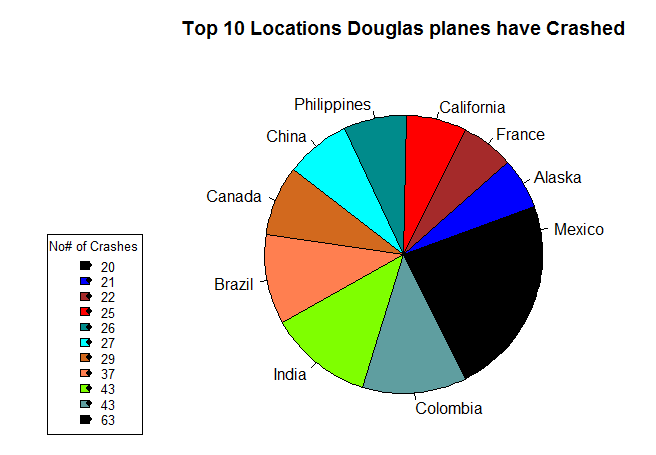 Top 10 Locations Douglas planes have Crashed
Philippines
California
China
France
Alaska
Canada
Mexico
Brazil
India
Colombia
No# of Crashes
20
21
22
25
26
27
29
37
43
43
63